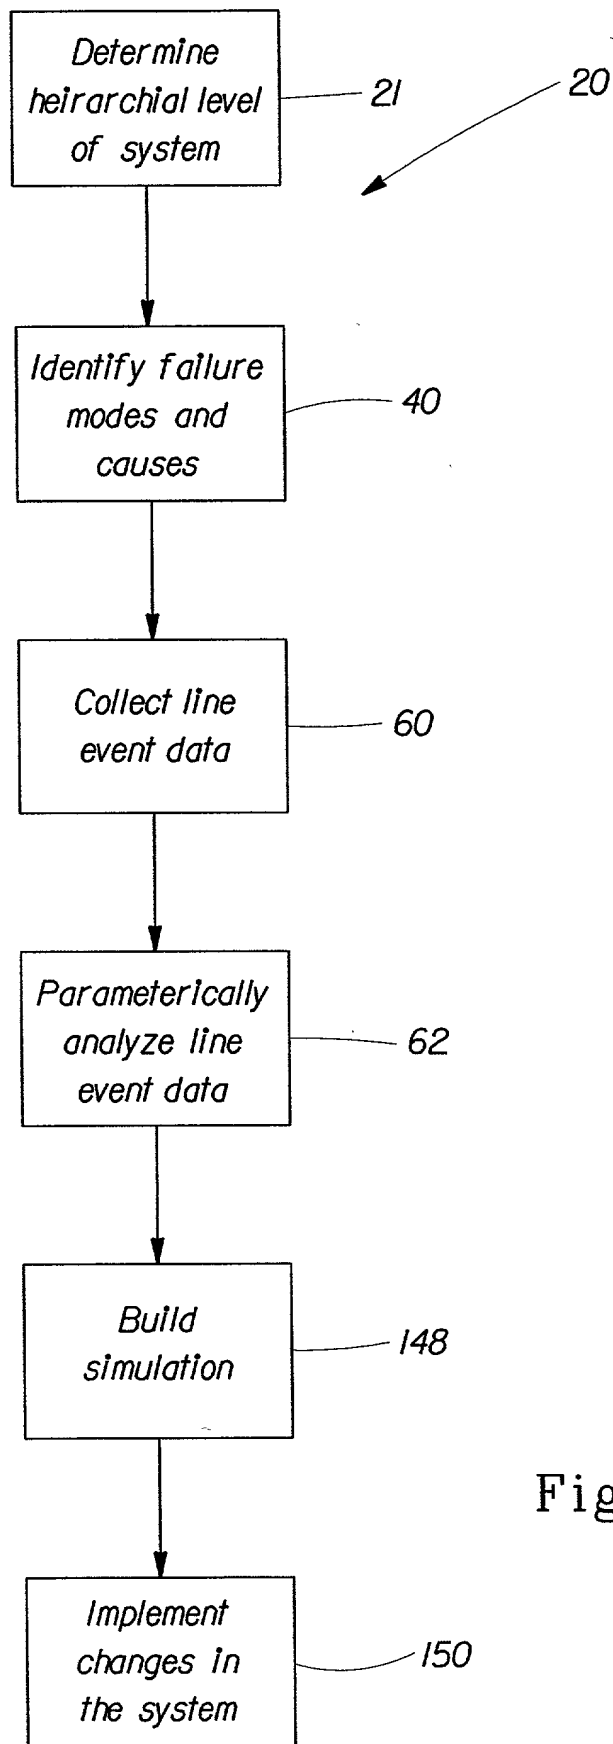 Determine
heirarchial level
of system
21
20
Identify failure
modes and
causes
40
Collect line
event data
60
Parameterically
analyze line
event data
62
Build
simulation
148
Fig
Implement
changes in
the system
150